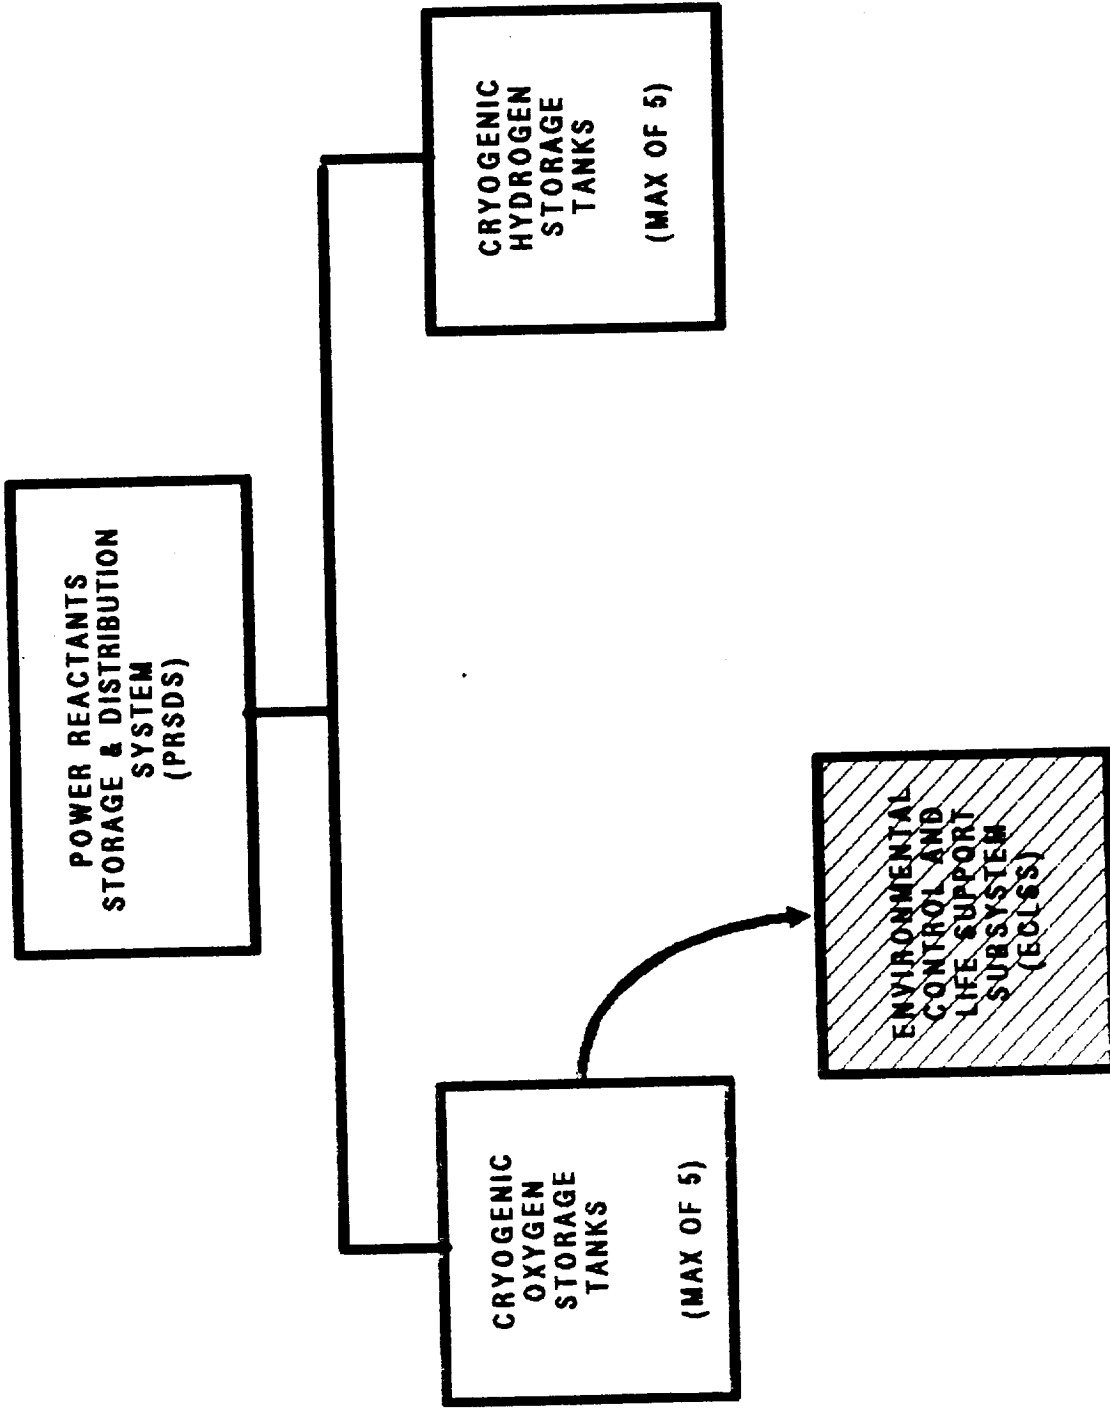 POWER REACTANTS
STORAGE & DISTRIBUTION
SYSTEM
(PRSDS)
CRYOGENIC
OXYGEN
STORAGE
TANKS
(MAX OF 5)
CRYOGENIC
HYDROGEN
STORAGE
TANKS
(MAX OF 5)
ENVIRONMENTAL
CONTROL AND
LIFE SUPPORT
SUBSYSTEM
(ECLSS)